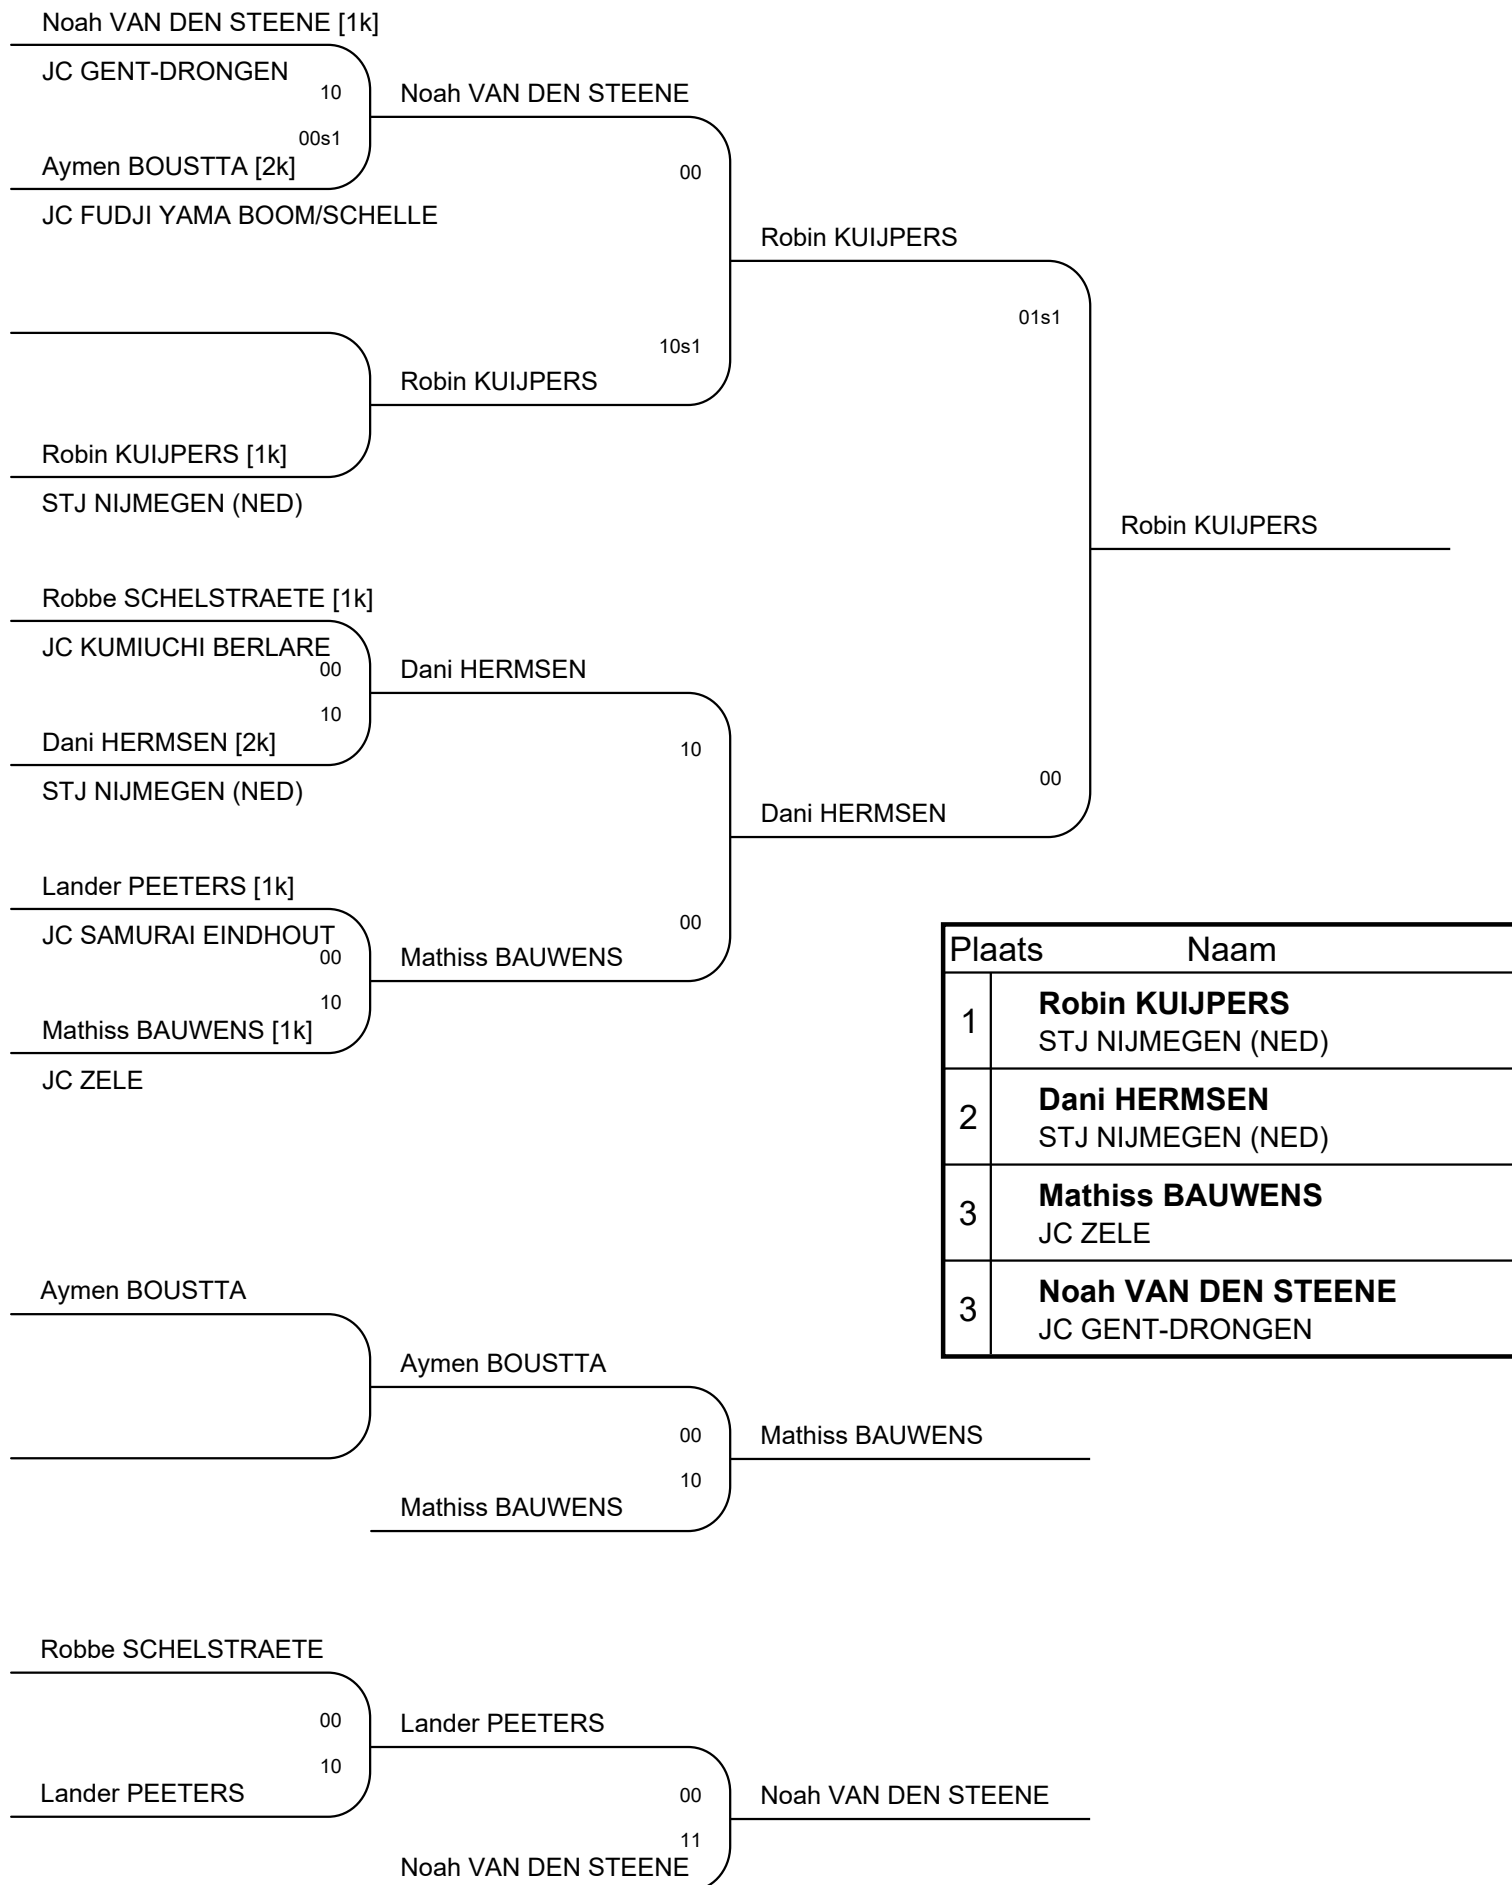 Noah VAN DEN STEENE [1k]
JC GENT-DRONGEN
10
Noah VAN DEN STEENE
00s1
Aymen BOUSTTA [2k]
00
JC FUDJI YAMA BOOM/SCHELLE
Robin KUIJPERS
01s1
10s1
Robin KUIJPERS
Robin KUIJPERS [1k]
STJ NIJMEGEN (NED)
Robin KUIJPERS
Robbe SCHELSTRAETE [1k]
JC KUMIUCHI BERLARE
00
Dani HERMSEN
10
Dani HERMSEN [2k]
10
STJ NIJMEGEN (NED)
00
Dani HERMSEN
Lander PEETERS [1k]
JC SAMURAI EINDHOUT
00
00
Mathiss BAUWENS
10
Mathiss BAUWENS [1k]
JC ZELE
Plaats Naam
1 Robin KUIJPERS
STJ NIJMEGEN (NED)
2 Dani HERMSEN
STJ NIJMEGEN (NED)
3 Mathiss BAUWENS
JC ZELE
3 Noah VAN DEN STEENE
JC GENT-DRONGEN
Aymen BOUSTTA
Aymen BOUSTTA
00
Mathiss BAUWENS
10
Mathiss BAUWENS
Robbe SCHELSTRAETE
00
Lander PEETERS
10
Lander PEETERS
00
Noah VAN DEN STEENE
11
Noah VAN DEN STEENE